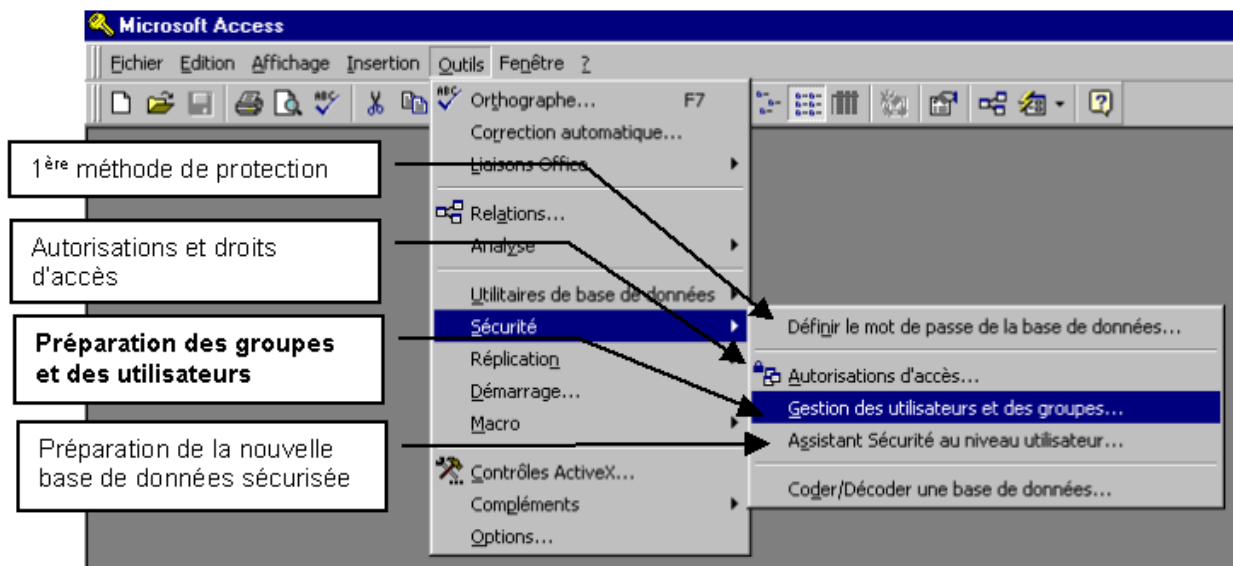 Microsoft Access
Fichier Edition Affichage Insertion Outils Fenêtre ?
Orthographe... F7
Correction automatique...
Liaisons Office
Relations...
Analyse
Utilitaires de base de données
Sécurité
Réplication
Démarrage...
Macro
Contrôles ActiveX...
Compléments
Options...
Définir le mot de passe de la base de données...
Autorisations d'accès...
Gestion des utilisateurs et des groupes...
Assistant Sécurité au niveau utilisateur...
Coder/Décoder une base de données...
1ère méthode de protection
Autorisations et droits
d'accès
Préparation des groupes
et des utilisateurs
Préparation de la nouvelle
base de données sécurisée